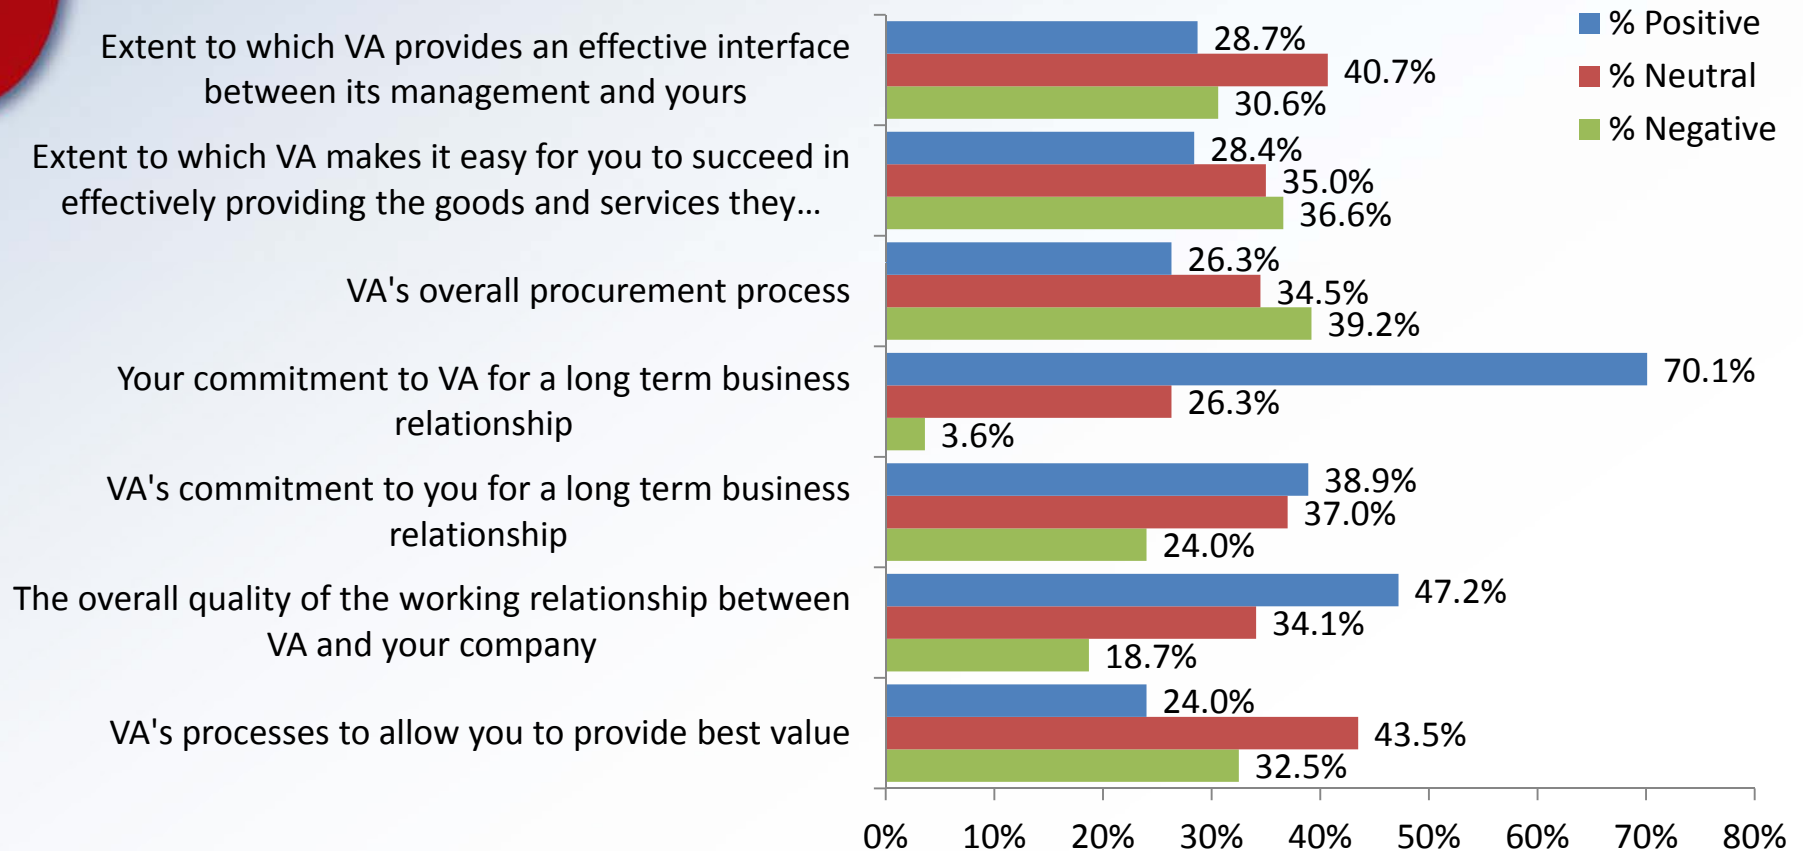 Extent to which VA provides an effective interface
between its management and yours
28.7%
40.7%
30.6%
% Positive
% Neutral
% Negative
Extent to which VA makes it easy for you to succeed in
effectively providing the goods and services they…
28.4%
35.0%
36.6%
VA's overall procurement process
26.3%
34.5%
39.2%
Your commitment to VA for a long term business
relationship
70.1%
26.3%
3.6%
VA's commitment to you for a long term business
relationship
38.9%
37.0%
24.0%
The overall quality of the working relationship between
VA and your company
47.2%
34.1%
18.7%
VA's processes to allow you to provide best value
24.0%
43.5%
32.5%
0% 10% 20% 30% 40% 50% 60% 70% 80%